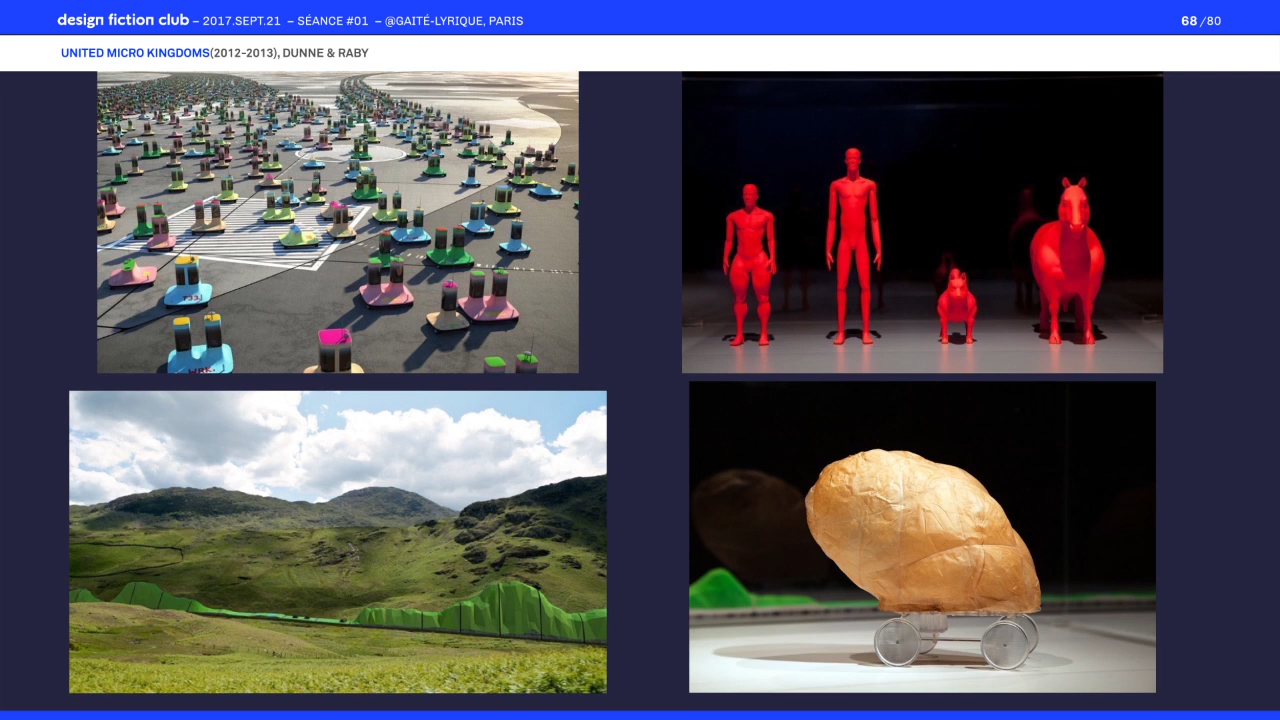 design fiction club – 2017.SEPT.21 – SÉANCE #01 – @GAITÉ-LYRIQUE, PARIS
68/80
UNITED MICRO KINGDOMS(2012-2013), DUNNE & RABY